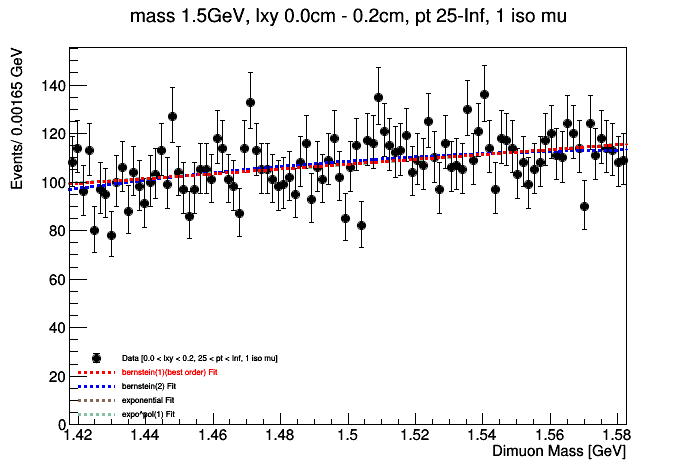 mass 1.5GeV, lxy 0.0cm - 0.2cm, pt 25-Inf, 1 iso mu
Events/ 0.00165 GeV
140
120
100
80
60
40
20
0
Data [0.0 < lxy < 0.2, 25 < pt < Inf, 1 iso mu]
bernstein(1)(best order) Fit
bernstein(2) Fit
exponential Fit
expo*pol(1) Fit
1.42 1.44 1.46 1.48 1.5 1.52 1.54 1.56 1.58
Dimuon Mass [GeV]